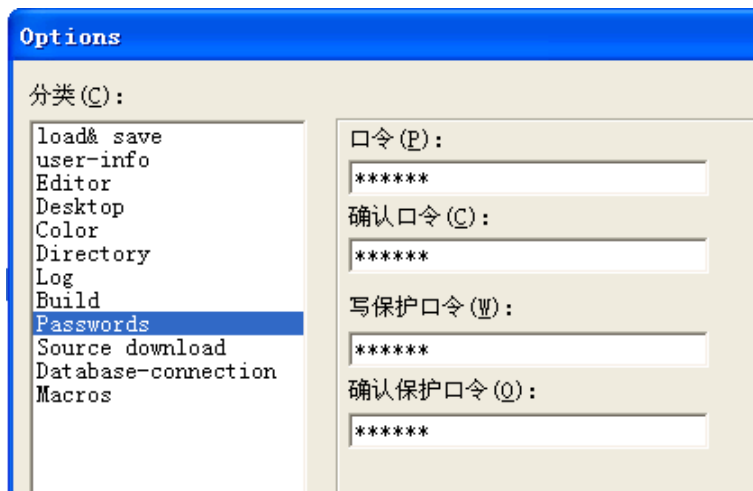 Options
分类(C):
load& save
user-info
Editor
Desktop
Color
Directory
Log
Build
Passwords
Source download
Database-connection
Macros
口令(P):
******
确认口令(C):
******
写保护口令(W):
******
确认保护口令(O):
******